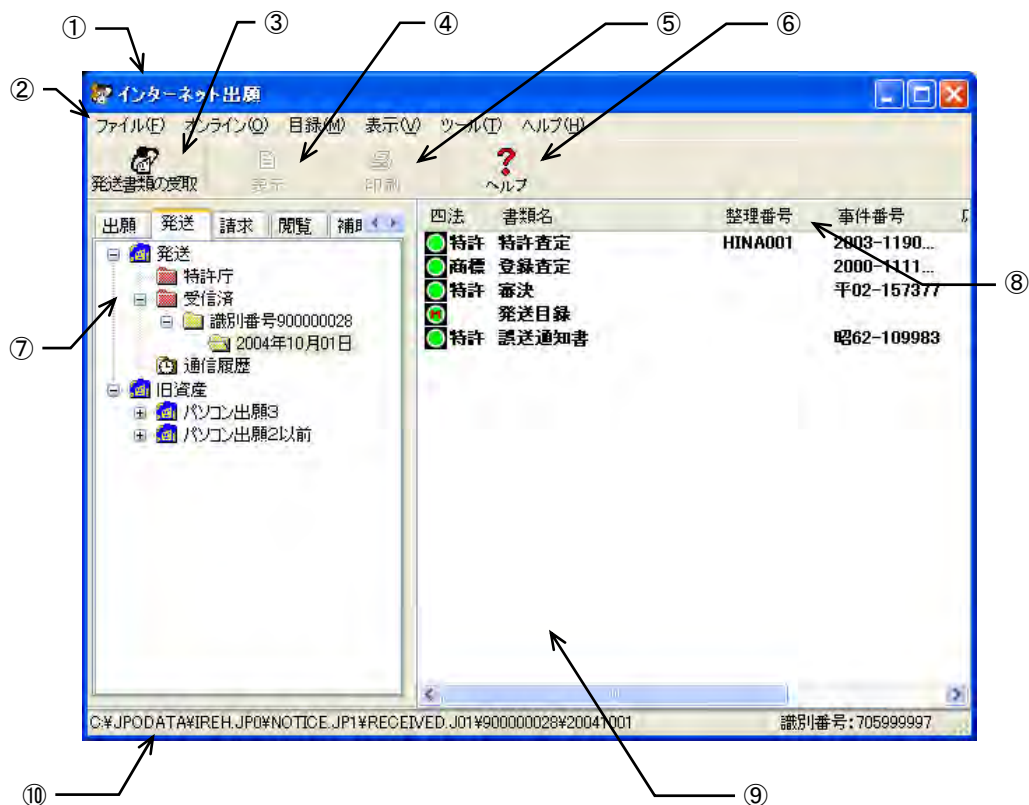 ① ③ ④ ⑤ ⑥
②
インターネット出願
ファイル(F) オンライン(O) 目録(M) 表示(V) ツール(T) ヘルプ(H)
発送書類の受取 表示 印刷 ヘルプ
出願 発送 請求 閲覧
四法 書類名 整理番号 事件番号
発送
特許庁
受信済
識別番号900000028
2004年10月01日
通信履歴
旧資産
パソコン出願3
パソコン出願2以前
特許 特許査定 HINA001 2003-1190...
商標 登録査定 2000-1111...
特許 審決 平02-157377
発送目録
特許 誤送通知書 昭62-109983
⑧
⑦
C:¥JPODATA¥IREH.JP0¥NOTICE.JP1¥RECEIVED.J01¥900000028¥20041001 識別番号:705999997
⑩ ⑨